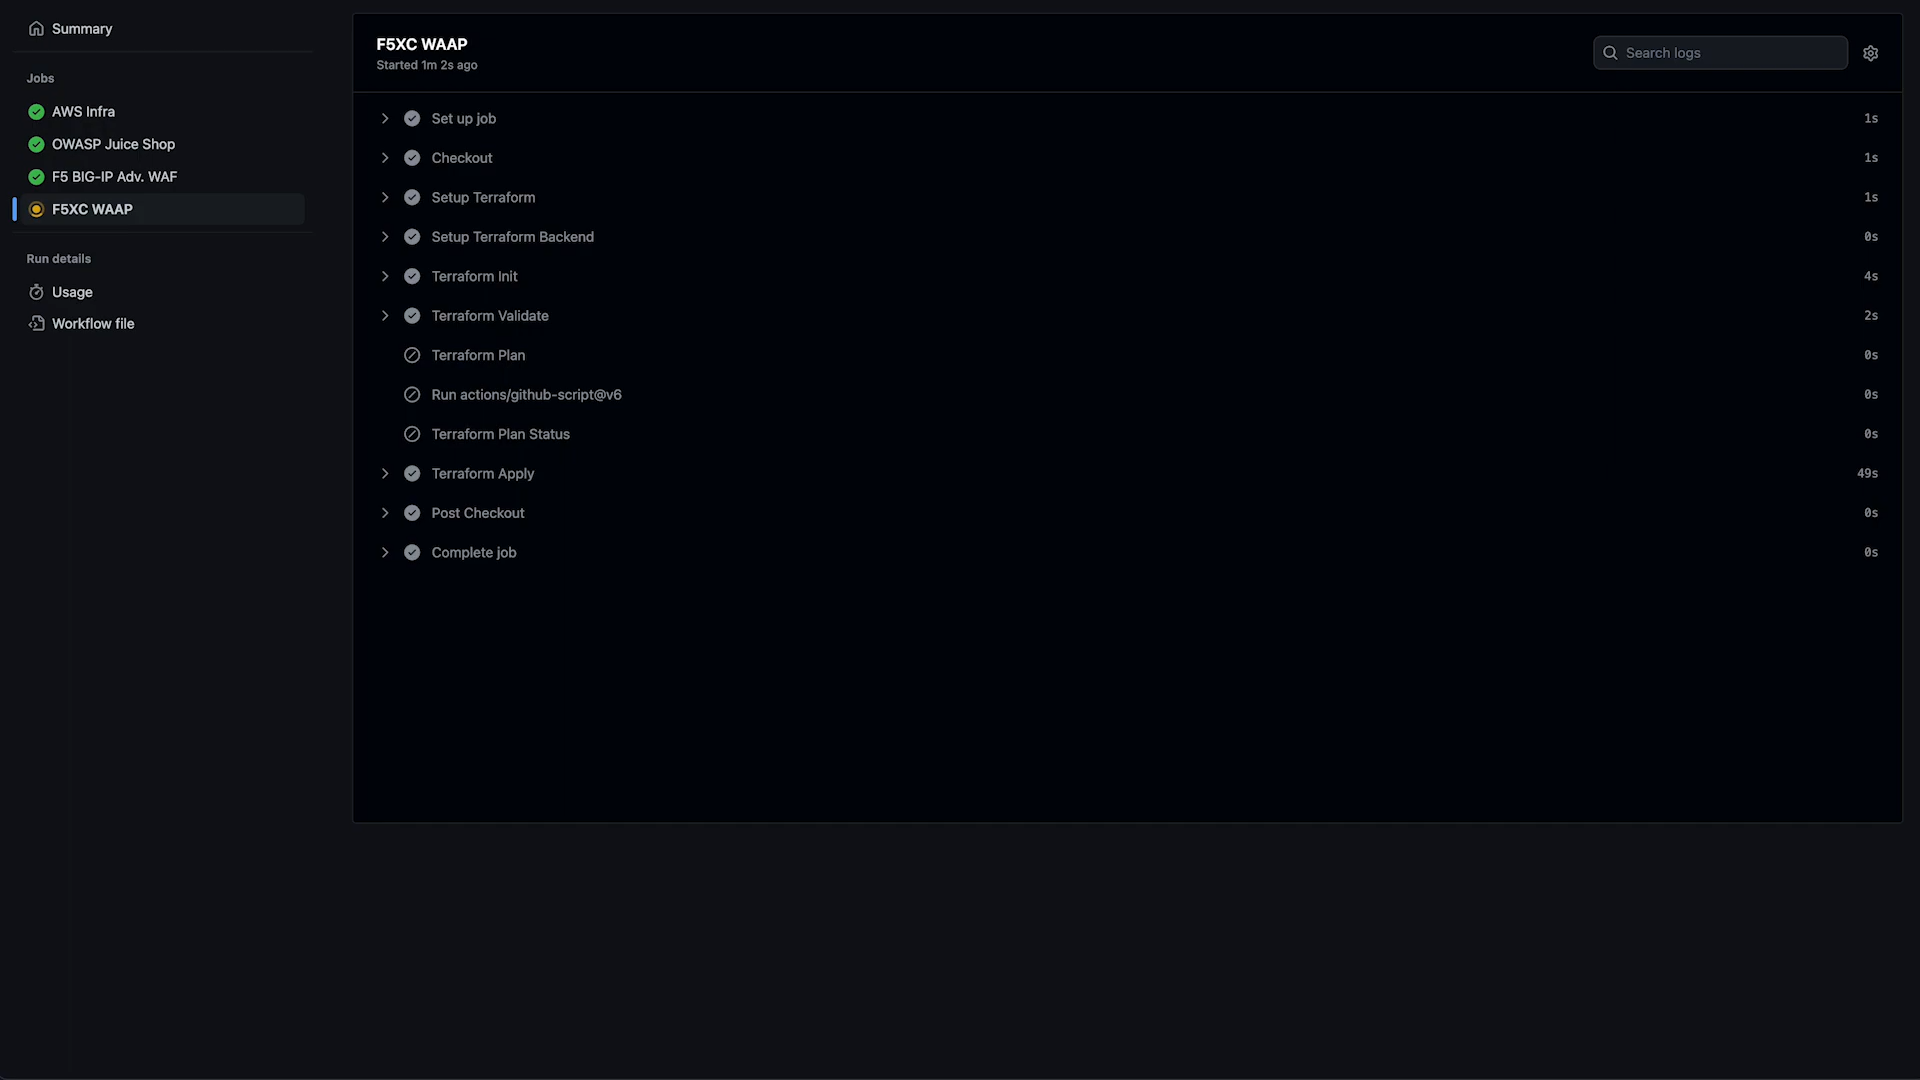 Summary
Jobs
AWS Infra
OWASP Juice Shop
F5 BIG-IP Adv. WAF
F5XC WAAP
Run details
Usage
Workflow file
F5XC WAAP
Started 1m 2s ago
Search logs
Set up job 1s
Checkout 1s
Setup Terraform 1s
Setup Terraform Backend 0s
Terraform Init 4s
Terraform Validate 2s
Terraform Plan 0s
Run actions/github-script@v6 0s
Terraform Plan Status 0s
Terraform Apply 49s
Post Checkout 0s
Complete job 0s